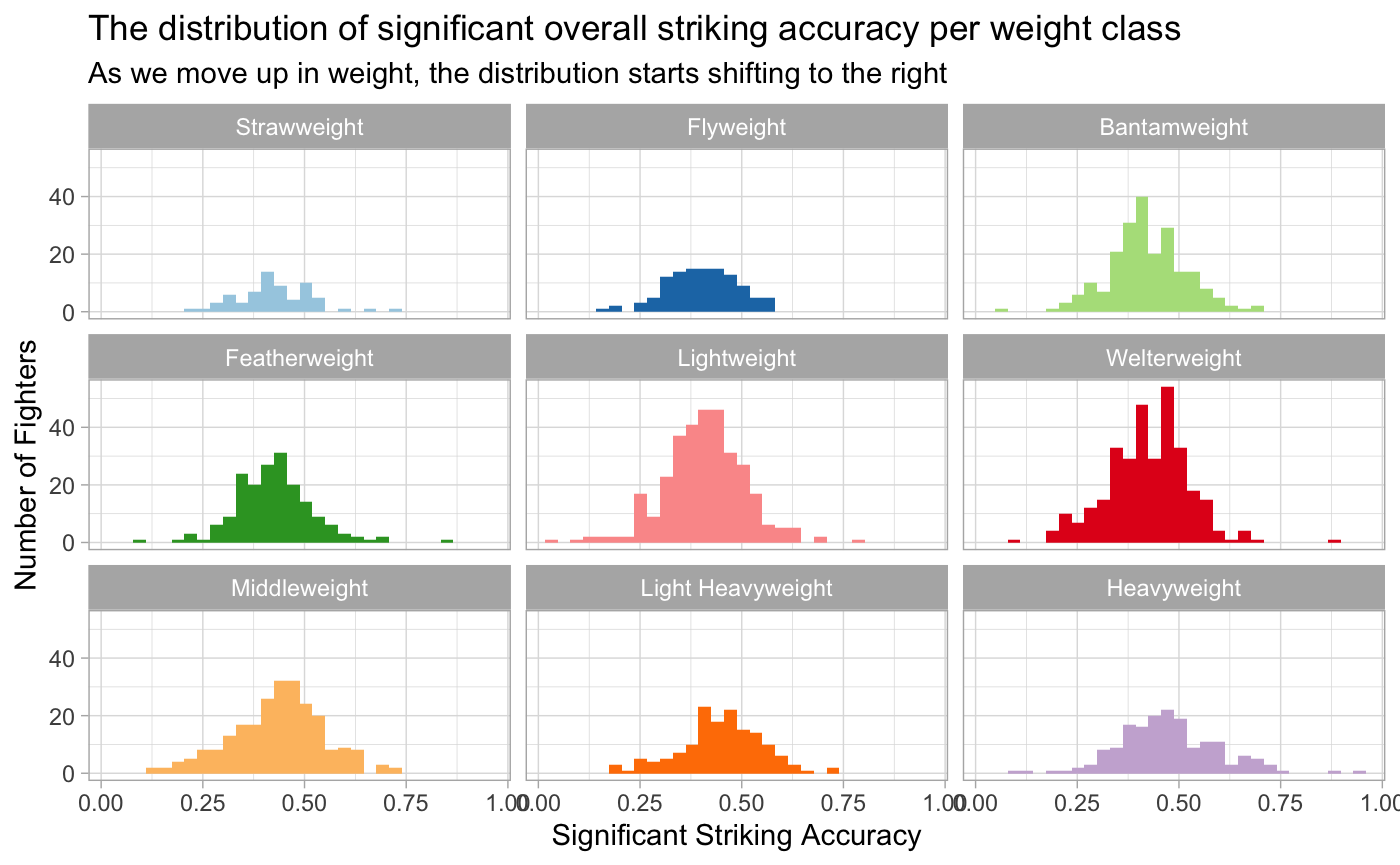 The distribution of significant overall striking accuracy per weight class
As we move up in weight, the distribution starts shifting to the right
Strawweight Flyweight Bantamweight
40
20
0
Featherweight Lightweight Welterweight
40
20
0
Middleweight Light Heavyweight Heavyweight
40
20
0
0.00 0.25 0.50 0.75 1.00 0.00 0.25 0.50 0.75 1.00 0.00 0.25 0.50 0.75 1.00
Significant Striking Accuracy
Number of Fighters